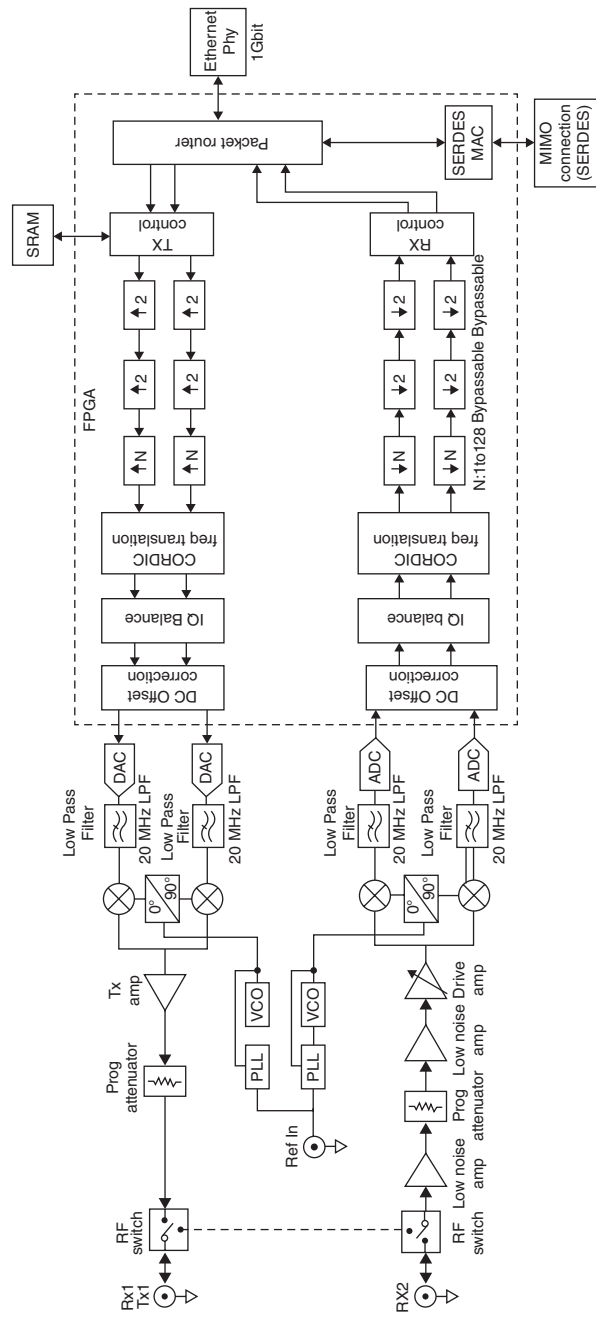 Rx1
Tx1
RF
switch
Prog
attenuator
Tx
amp
Low Pass
Filter
20 MHz LPF
DAC
Low Pass
Filter
20 MHz LPF
DAC
0°
90°
PLL
VCO
Ref In
PLL
VCO
FPGA
DC Offset
correction
IQ Balance
CORDIC
freq translation
N
2
2
N
2
2
TX
control
SRAM
Packet router
Ethernet
Phy
1Gbit
RX2
RF
switch
Low noise
amp
Prog
attenuator
Low noise
amp
Drive
amp
0°
90°
Low Pass
Filter
20 MHz LPF
ADC
Low Pass
Filter
20 MHz LPF
ADC
DC Offset
correction
IQ balance
CORDIC
freq translation
N
2
2
N
2
2
N:1to128
Bypassable
Bypassable
RX
control
SERDES
MAC
MIMO
connection
(SERDES)